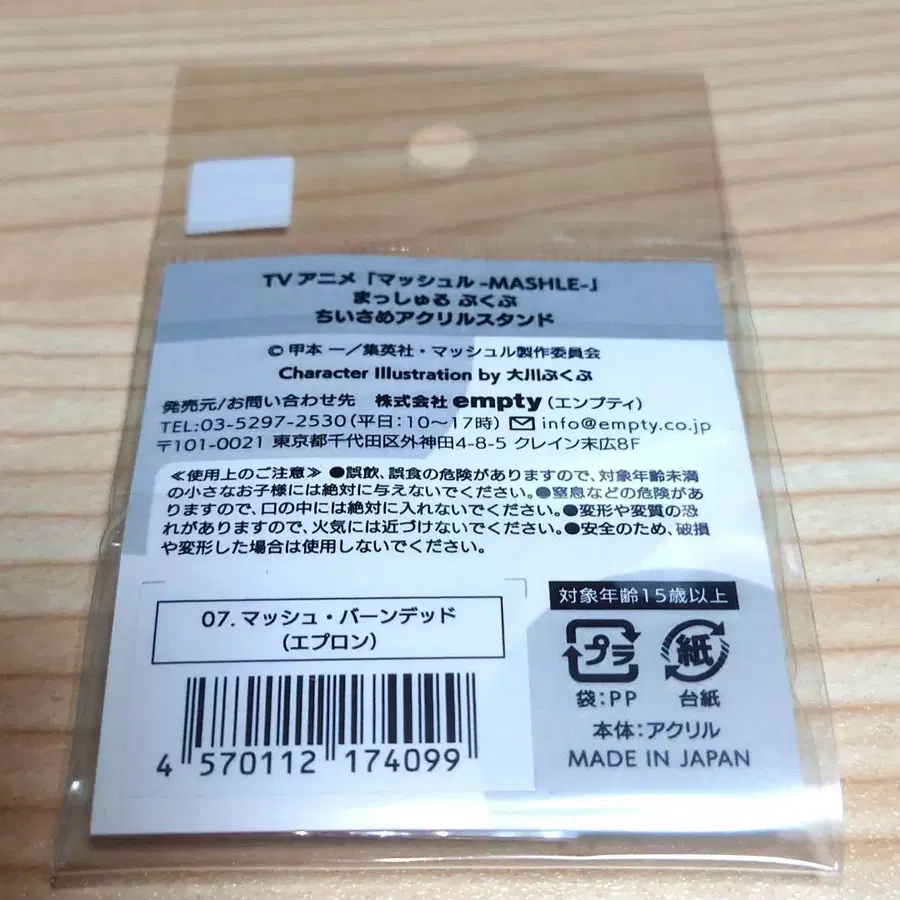 TV アニメ「マッシュル-MASHLE-」
まっしゅる ぷくぷ
ちいさめアクリルスタンド
© 甲本 一／集英社・マッシュル製作委員会
Character Illustration by 大川ぶくぶ
発売元/お問い合わせ先 株式会社 empty (エンプティ)
TEL:03-5297-2530 (平日：10～17時) info@empty.co.jp
〒101-0021 東京都千代田区外神田4-8-5 クレイン末広8F
≪使用上のご注意≫ ●誤飲、誤食の危険がありますので、対象年齢未満
の小さなお子様には絶対に与えないでください。●窒息などの危険があ
りますので、口の中には絶対に入れないでください。●変形や変質の恐
れがありますので、火気には近づけないでください。●安全のため、破損
や変形した場合は使用しないでください。
07. マッシュ・バーンデッド
(エプロン)
4 570112 174099
対象年齢15歳以上
プラ 紙
袋：PP 台紙
本体：アクリル
MADE IN JAPAN